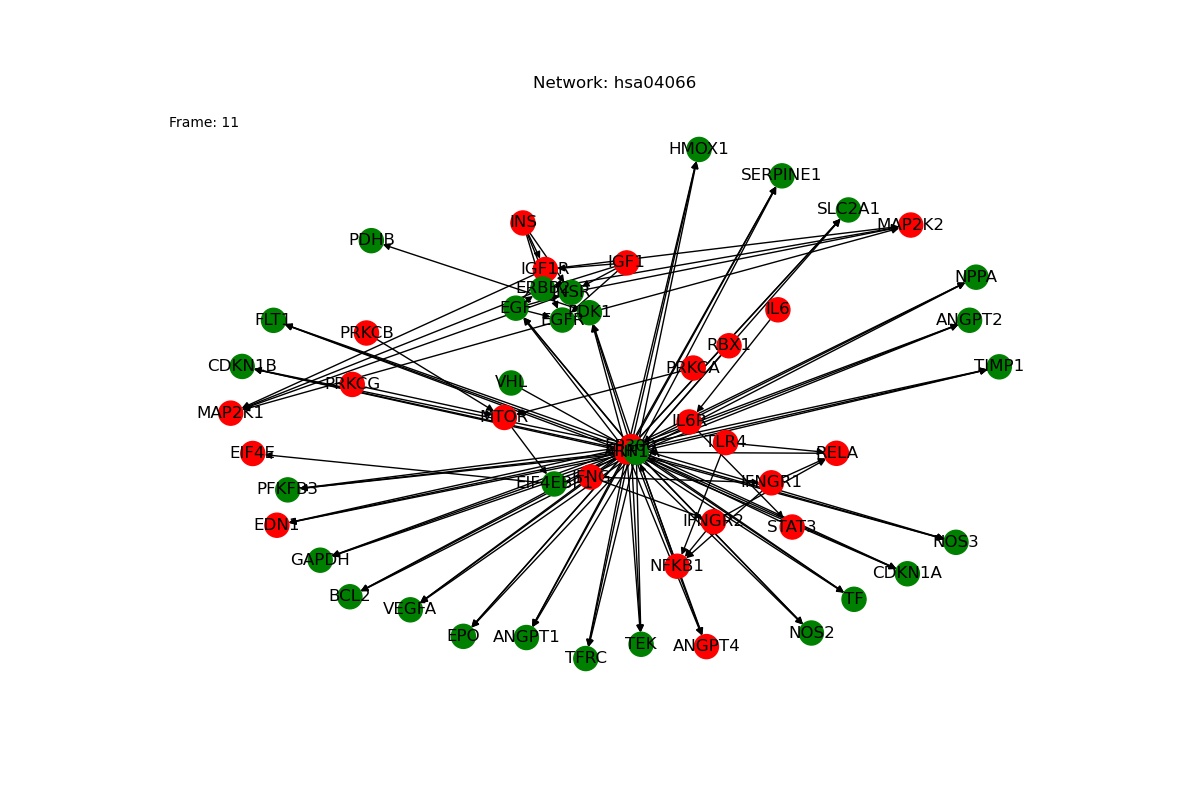 Network: hsa04066
Frame: 11
HMOX1
SERPINE1
SLC2A1
MAP2K2
INS
PDHB
IGF1R
IGF1
NPPA
ERBB2
INSR
EGF
EGFR
PDK1
IL6
FLT1
PRKCB
ANGPT2
RBX1
CDKN1B
PRKCA
TIMP1
PRKCG
VHL
MAP2K1
MTOR
IL6R
TLR4
EIF4E
RELA
PFKFB3
EIF4EBP1
IFNG
IFNGR1
EDN1
IFNGR2
STAT3
NOS3
GAPDH
NFKB1
CDKN1A
BCL2
VEGFA
TF
EPO
ANGPT1
NOS2
TFRC
TEK
ANGPT4